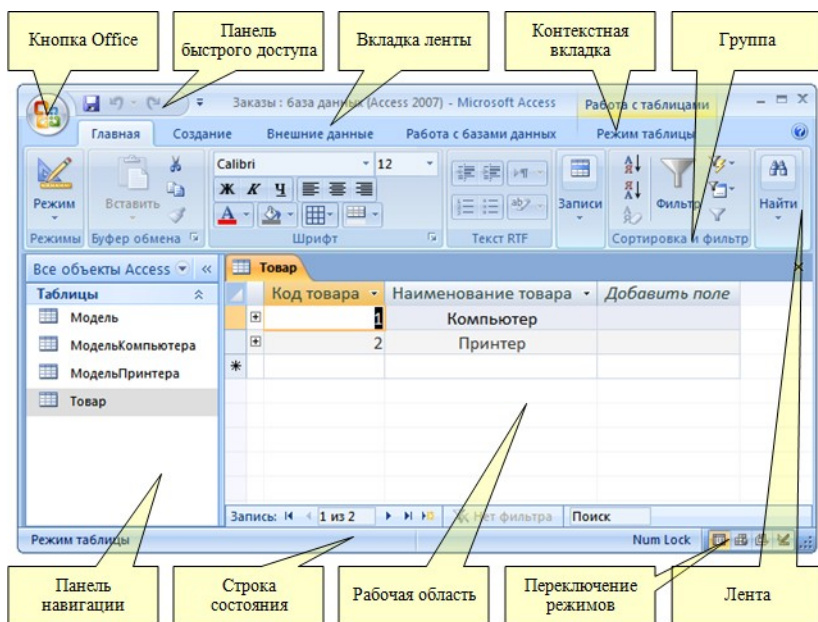 Кнопка Office
Панель
быстрого доступа
Вкладка ленты
Контекстная
вкладка
Группа
Заказы : база данных (Access 2007) - Microsoft Access
Работа с таблицами
Главная
Создание
Внешние данные
Работа с базами данных
Режим таблицы
Calibri
12
Ж К Ч
Режим
Вставить
Записи
Фильтр
Найти
Режимы
Буфер обмена
Шрифт
Текст RTF
Сортировка и фильтр
Все объекты Access
Товар
Таблицы
Код товара
Наименование товара
Добавить поле
Модель
1
Компьютер
МодельКомпьютера
2
Принтер
МодельПринтера
Товар
Запись: 1 из 2
Нет фильтра
Поиск
Режим таблицы
Num Lock
Панель
навигации
Строка
состояния
Рабочая область
Переключение
режимов
Лента